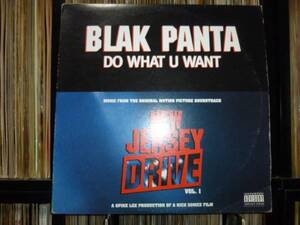 BLAK PANTA
DO WHAT U WANT
MUSIC FROM THE ORIGINAL MOTION PICTURE SOUNDTRACK
NEW
JERSEY
DRIVE
VOL. 1
A SPIKE LEE PRODUCTION OF A NICK GOMEZ FILM